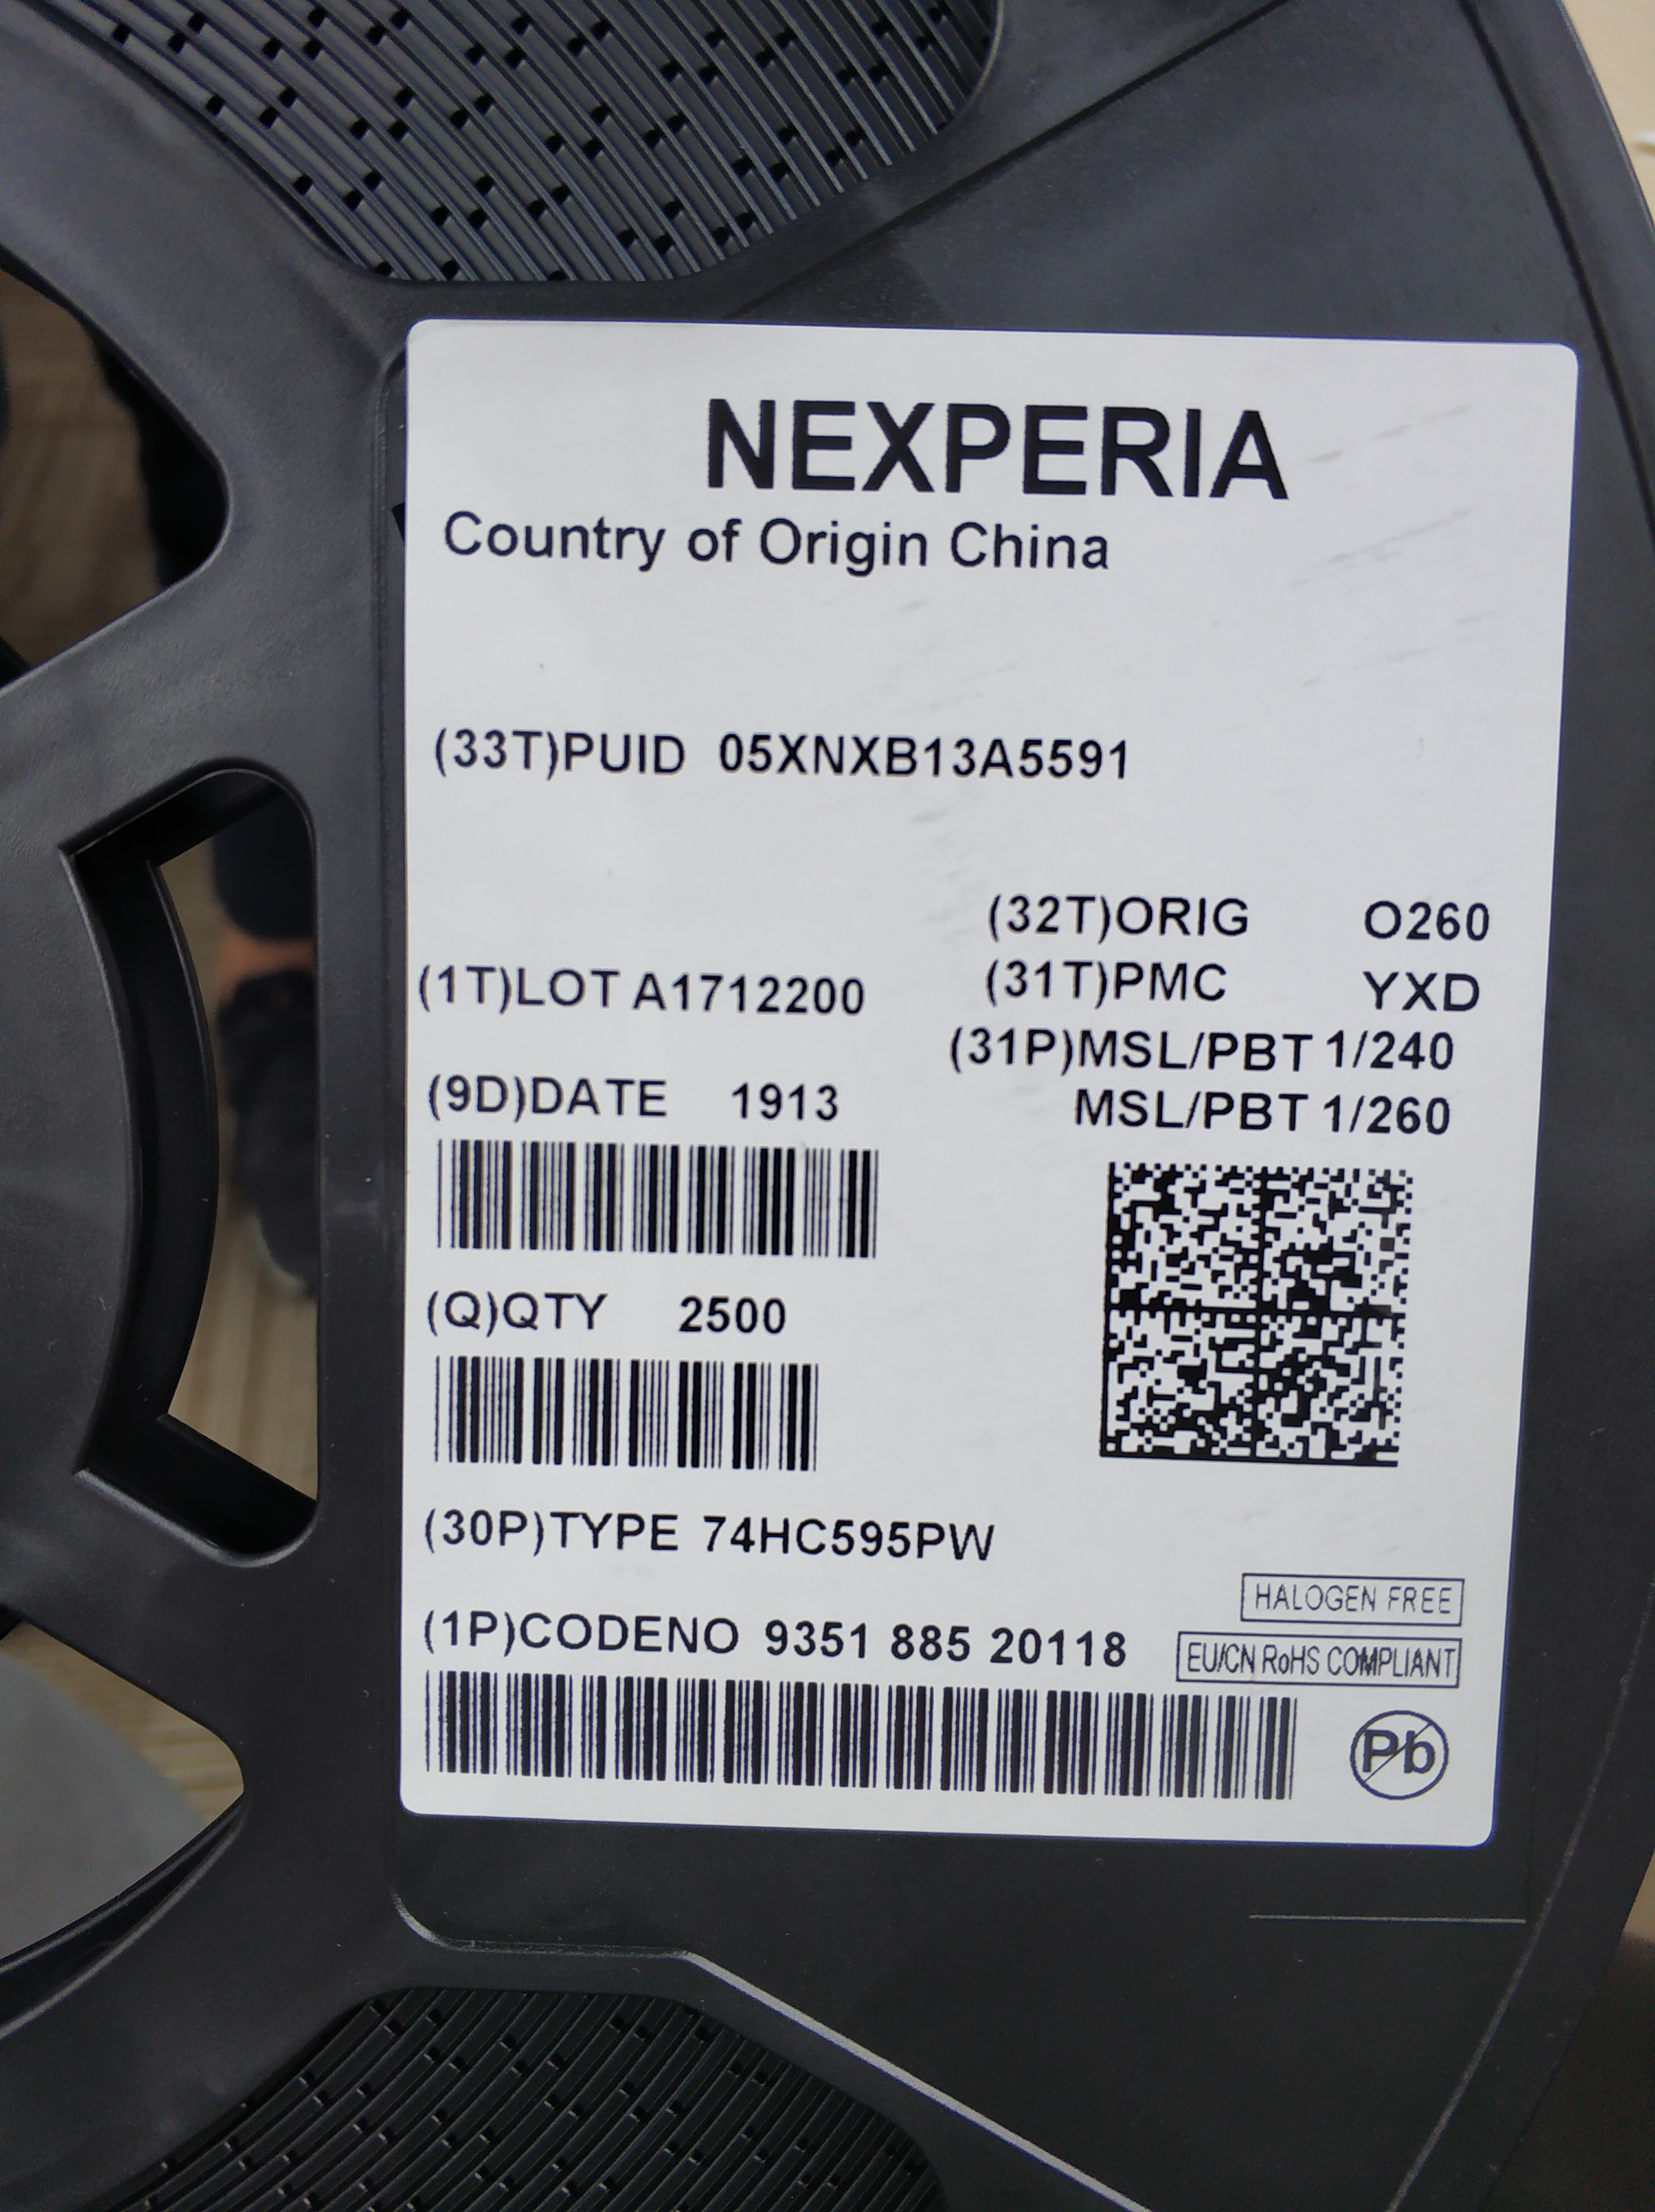 NEXPERIA
Country of Origin China
(33T)PUID 05XNXB13A5591
(32T)ORIG O260
(1T)LOT A1712200
(31T)PMC YXD
(31P)MSL/PBT 1/240
(9D)DATE 1913
MSL/PBT 1/260
(Q)QTY 2500
(30P)TYPE 74HC595PW
HALOGEN FREE
(1P)CODENO 9351 885 20118
EU/CN RoHS COMPLIANT
Pb